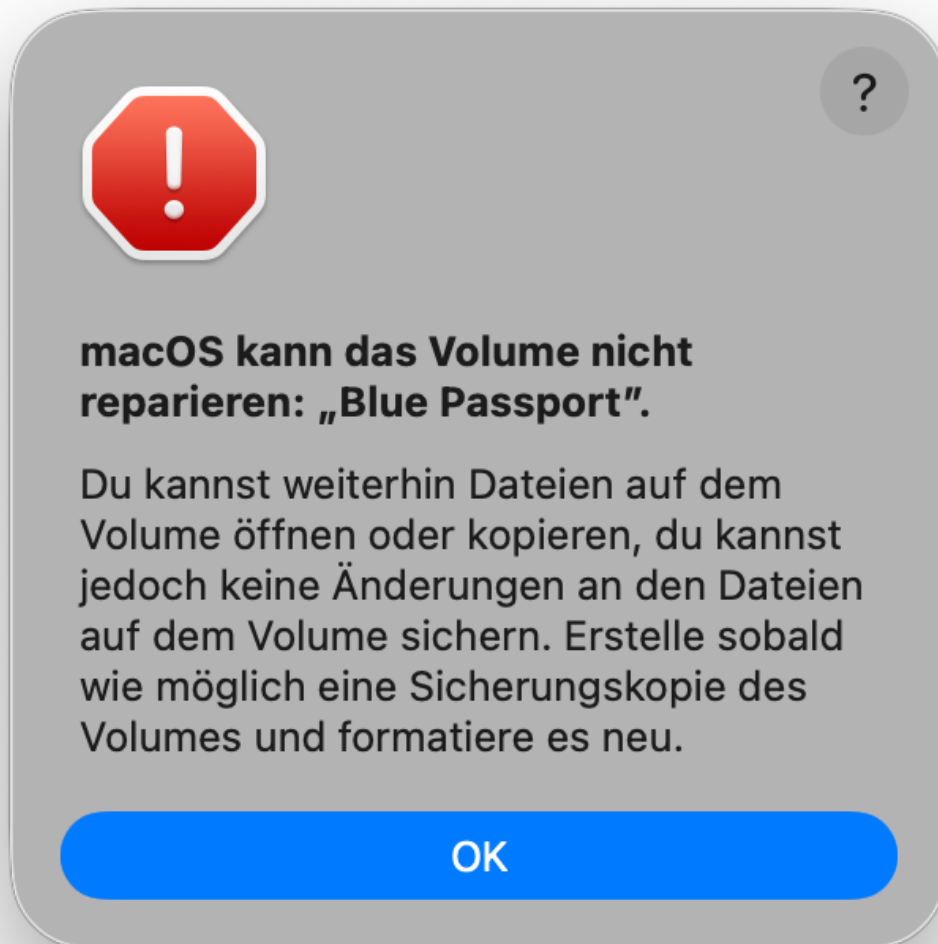 ?
macOS kann das Volume nicht
reparieren: „Blue Passport”.
Du kannst weiterhin Dateien auf dem
Volume öffnen oder kopieren, du kannst
jedoch keine Änderungen an den Dateien
auf dem Volume sichern. Erstelle sobald
wie möglich eine Sicherungskopie des
Volumes und formatiere es neu.
OK